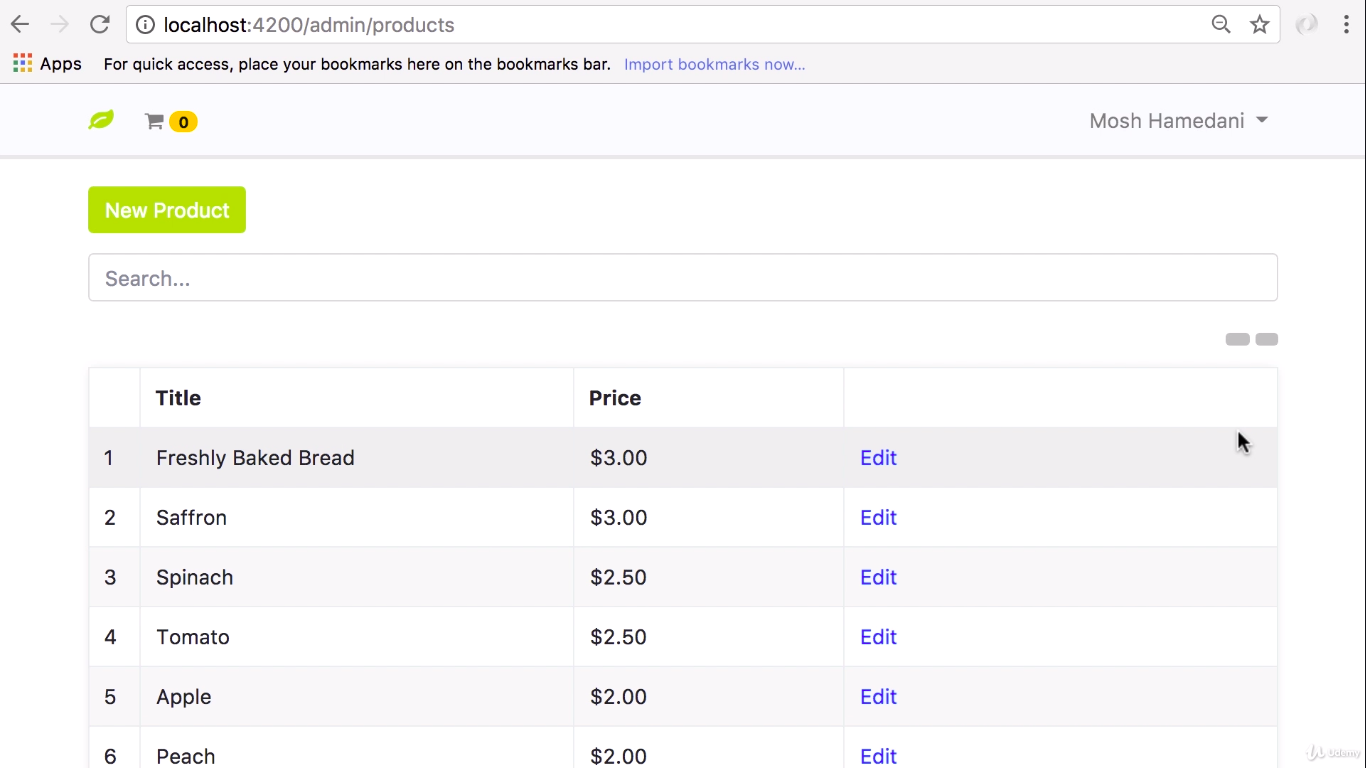 localhost:4200/admin/products
Apps For quick access, place your bookmarks here on the bookmarks bar. Import bookmarks now...
0 Mosh Hamedani
New Product
Search...
Title Price
1 Freshly Baked Bread $3.00 Edit
2 Saffron $3.00 Edit
3 Spinach $2.50 Edit
4 Tomato $2.50 Edit
5 Apple $2.00 Edit
6 Peach $2.00 Edit
Udemy